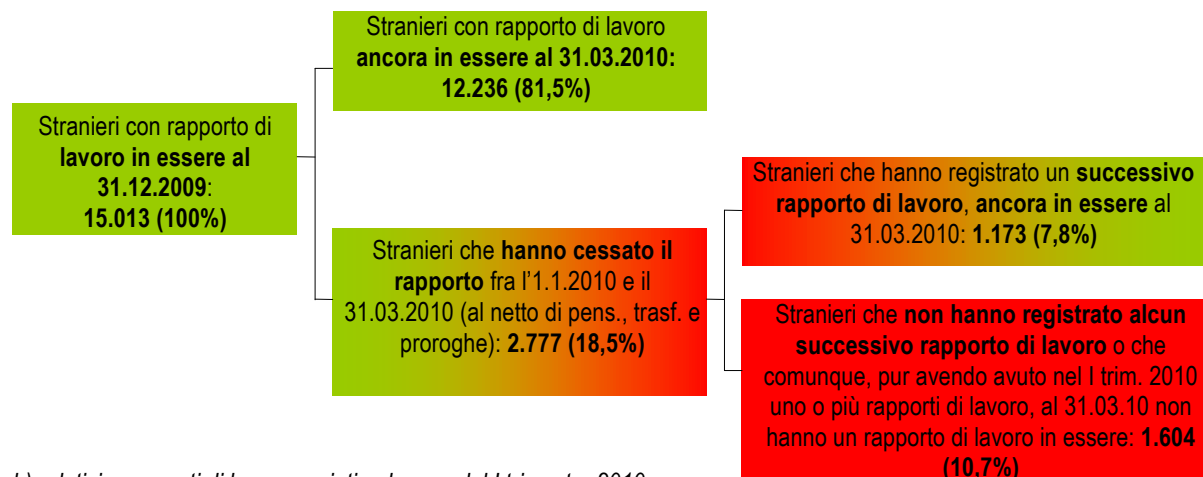 Stranieri con rapporto di lavoro
ancora in essere al 31.03.2010:
12.236 (81,5%)
Stranieri con rapporto di
lavoro in essere al
31.12.2009:
15.013 (100%)
Stranieri che hanno cessato il
rapporto fra l'1.1.2010 e il
31.03.2010 (al netto di pens., trasf. e
proroghe): 2.777 (18,5%)
Stranieri che hanno registrato un successivo
rapporto di lavoro, ancora in essere al
31.03.2010: 1.173 (7,8%)
Stranieri che non hanno registrato alcun
successivo rapporto di lavoro o che
comunque, pur avendo avuto nel I trim. 2010
uno o più rapporti di lavoro, al 31.03.10 non
hanno un rapporto di lavoro in essere: 1.604
(10,7%)